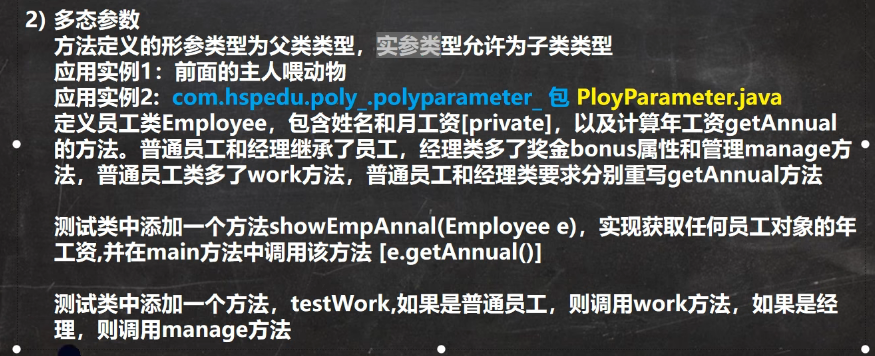 2) 多态参数
方法定义的形参类型为父类类型，实参类型允许为子类类型
应用实例1：前面的主人喂动物
应用实例2：com.hspedu.poly_.polyparameter_ 包 PloyParameter.java
定义员工类Employee，包含姓名和月工资[private]，以及计算年工资getAnnual
的方法。普通员工和经理继承了员工，经理类多了奖金bonus属性和管理manage方
法，普通员工类多了work方法，普通员工和经理类要求分别重写getAnnual方法
测试类中添加一个方法showEmpAnnal(Employee e)，实现获取任何员工对象的年
工资,并在main方法中调用该方法 [e.getAnnual()]
测试类中添加一个方法，testWork,如果是普通员工，则调用work方法，如果是经
理，则调用manage方法